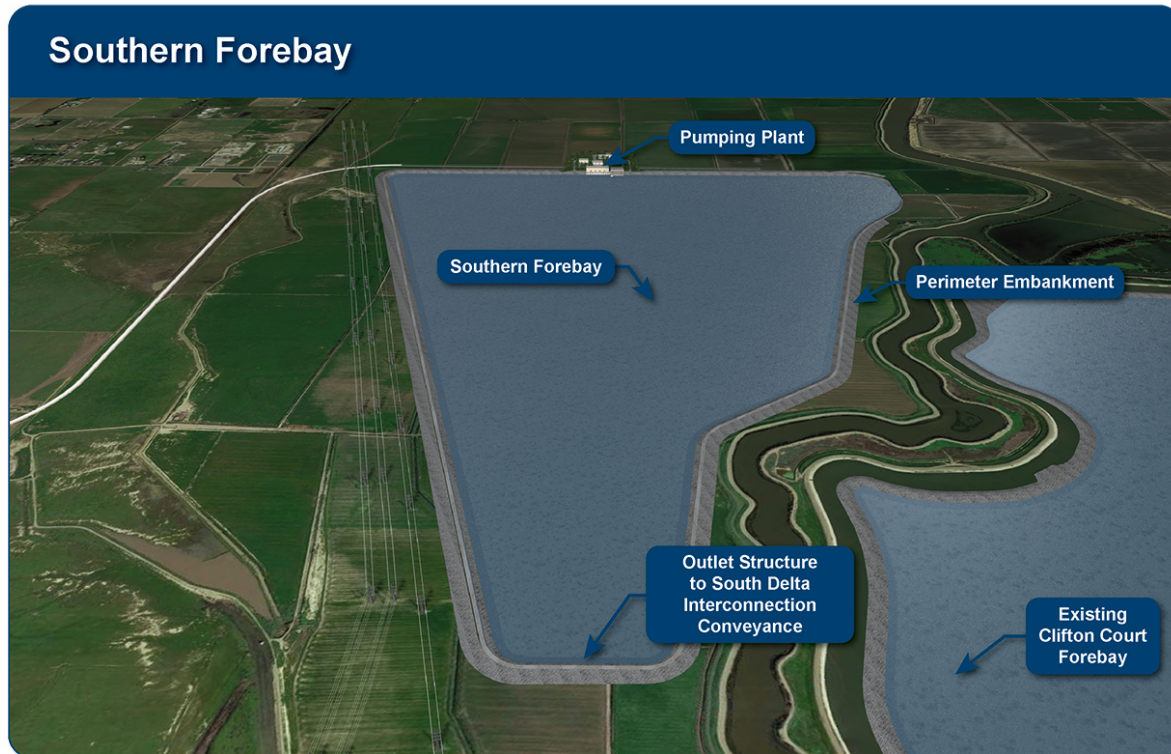 Southern Forebay
Pumping Plant
Southern Forebay
Perimeter Embankment
Outlet Structure
to South Delta
Interconnection
Conveyance
Existing
Clifton Court
Forebay